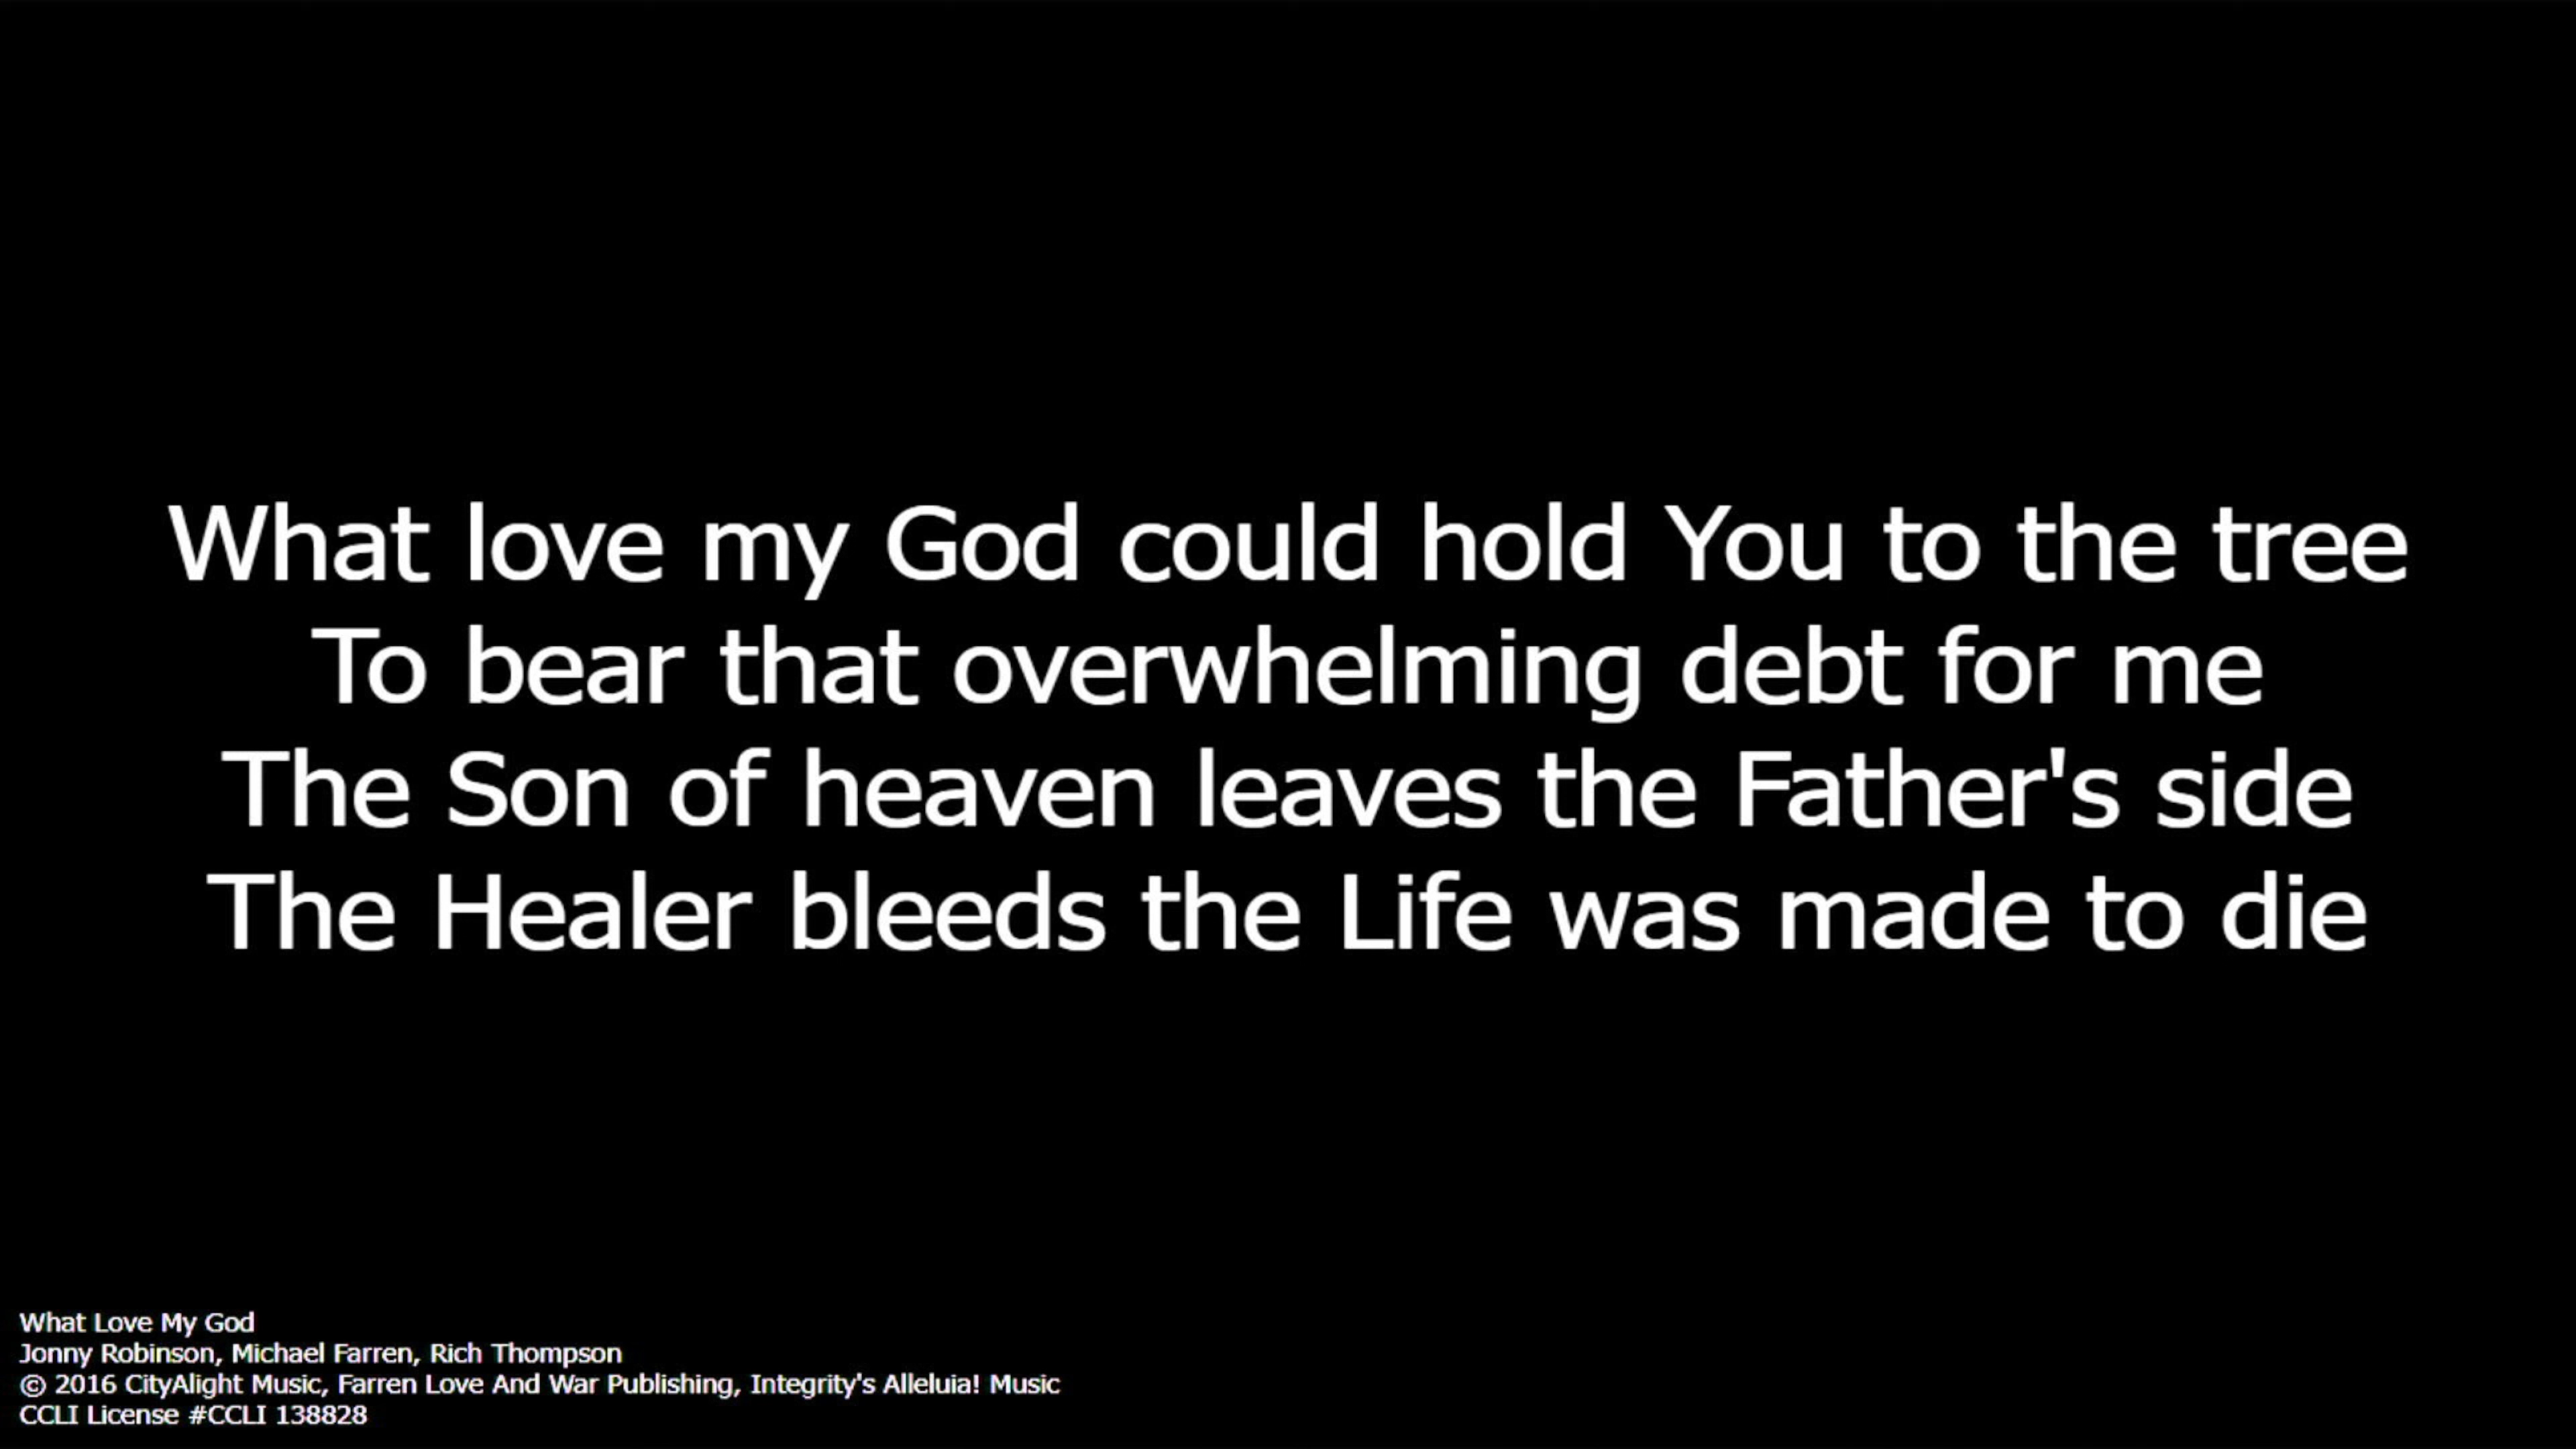 What love my God could hold You to the tree
To bear that overwhelming debt for me
The Son of heaven leaves the Father's side
The Healer bleeds the Life was made to die
What Love My God
Jonny Robinson, Michael Farren, Rich Thompson
© 2016 CityAlight Music, Farren Love And War Publishing, Integrity's Alleluia! Music
CCLI License #CCLI 138828